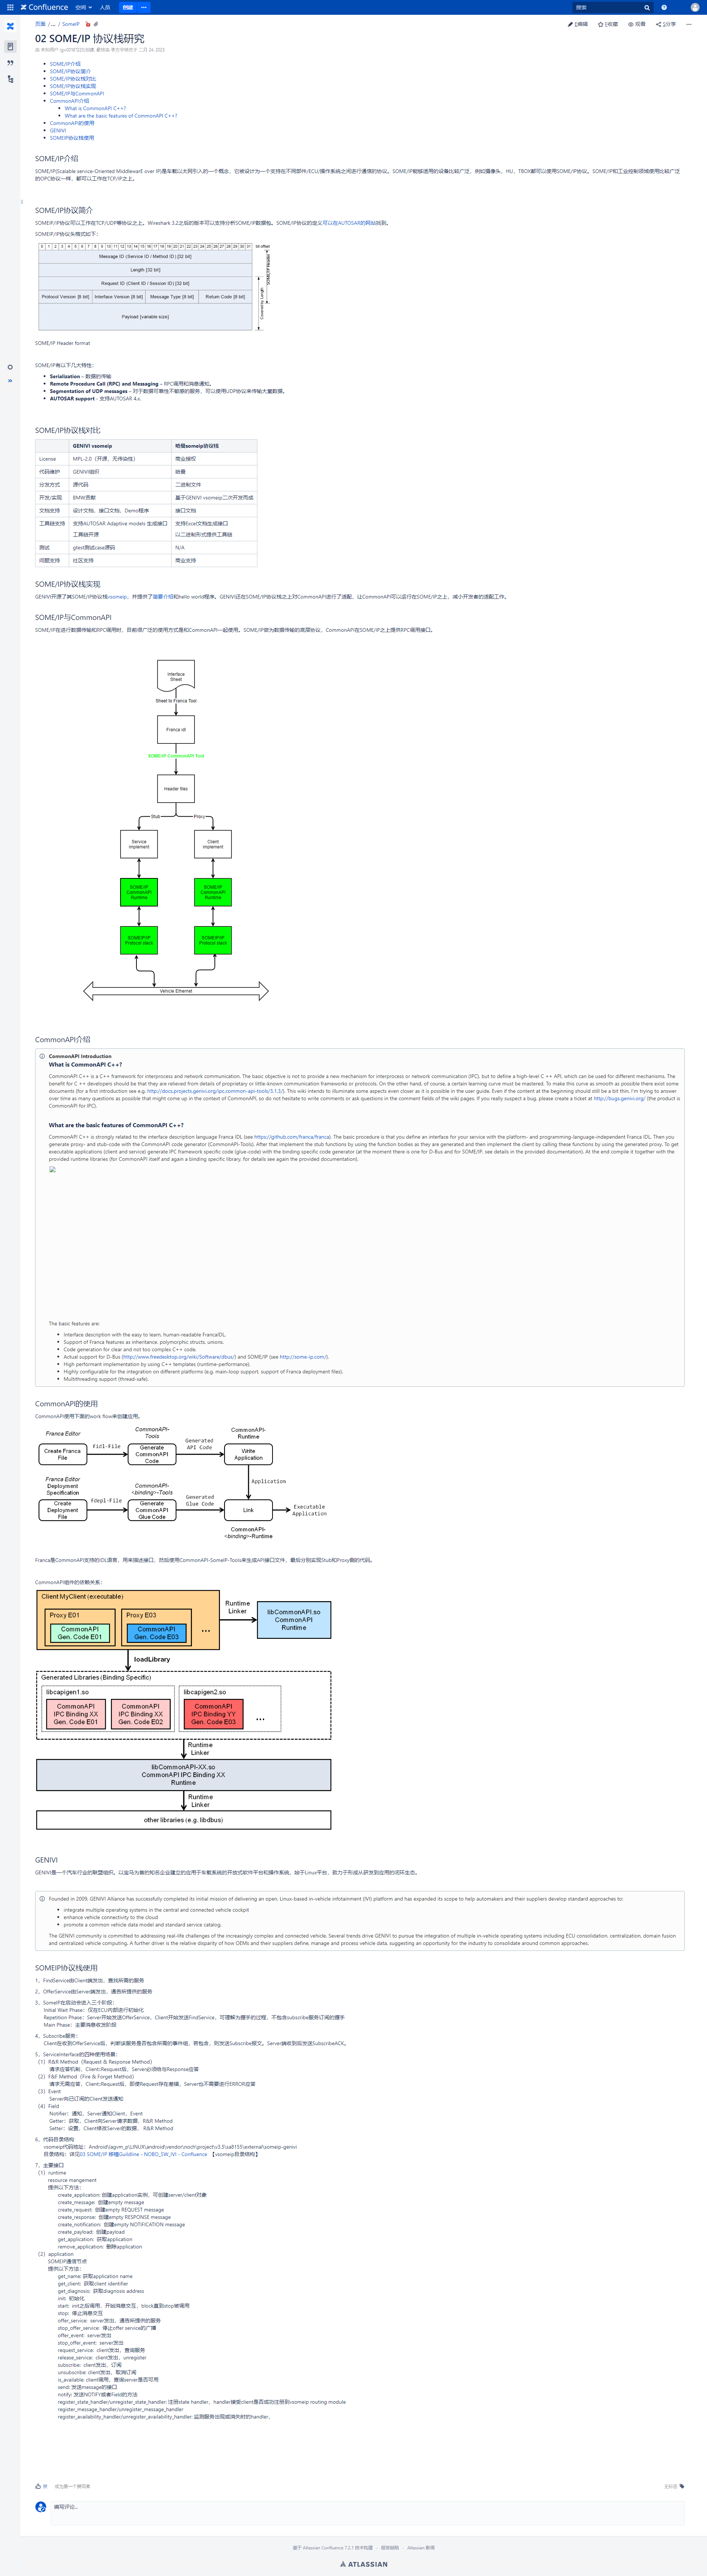 Confluence 空间 人员 创建 ··· 搜索
页面 / ... / SomeIP
编辑 收藏 观看 分享
02 SOME/IP 协议栈研究
SOME/IP介绍
SOME/IP协议简介
SOME/IP协议栈对比
SOME/IP协议栈实现
SOME/IP与CommonAPI
CommonAPI介绍
What is CommonAPI C++?
What are the basic features of CommonAPI C++?
CommonAPI的使用
GENIVI
SOMEIP协议栈使用
SOME/IP介绍
SOME/IP(Scalable service-Oriented MiddlewarE over IP)是车载以太网引入的一个概念，它被设计为一个支持在不同部件/ECU/操作系统之间进行通信的协议。SOME/IP能够适用的设备比较广泛，例如摄像头、HU、TBOX都可以使用SOME/IP协议。SOME/IP和工业控制领域使用比较广泛
的OPC协议一样，都可以工作在TCP/IP之上。
SOME/IP协议简介
SOMEIP/IP协议可以工作在TCP/UDP等协议之上。Wireshark 3.2之后的版本可以支持分析SOME/IP数据包。SOME/IP协议的定义可以在AUTOSAR的网站找到。
SOMEIP/IP协议头格式如下：
0 1 2 3 4 5 6 7 8 9 10 11 12 13 14 15 16 17 18 19 20 21 22 23 24 25 26 27 28 29 30 31 bit offset
Message ID (Service ID / Method ID) [32 bit]
Length [32 bit]
Request ID (Client ID / Session ID) [32 bit]
Protocol Version [8 bit] Interface Version [8 bit] Message Type [8 bit] Return Code [8 bit]
Payload [variable size]
SOME/IP Header
Covered by Length
SOME/IP Header format
SOME/IP有以下几大特性：
Serialization – 数据的传输
Remote Procedure Call (RPC) and Messaging – RPC调用和消息通知。
Segmentation of UDP messages – 对于数据可靠性不敏感的服务，可以使用UDP协议来传输大量数据。
AUTOSAR support - 支持AUTOSAR 4.x.
SOME/IP协议栈对比
GENIVI vsomeip 哈曼someip协议栈
License MPL-2.0（开源，无传染性） 商业授权
代码维护 GENIVI组织 哈曼
分发方式 源代码 二进制文件
开发/实现 BMW贡献 基于GENIVI vsomeip二次开发而成
文档支持 设计文档，接口文档，Demo程序 接口文档
工具链支持 支持AUTOSAR Adaptive models 生成接口 支持Excel文档生成接口
工具链开源 以二进制形式提供工具链
测试 gtest测试case源码 N/A
问题支持 社区支持 商业支持
SOME/IP协议栈实现
GENIVI开源了其SOME/IP协议栈vsomeip，并提供了简要介绍和hello world程序。GENIVI还在SOME/IP协议栈之上对CommonAPI进行了适配，让CommonAPI可以运行在SOME/IP之上，减小开发者的适配工作。
SOME/IP与CommonAPI
SOME/IP在进行数据传输和RPC调用时，目前很广泛的使用方式是和CommonAPI一起使用。SOME/IP做为数据传输的底层协议，CommonAPI在SOME/IP之上提供RPC调用接口。
Interface
Sheet
Sheet to Franca Tool
Franca idl
SOME/IP CommonAPI Tool
Header files
Stub Proxy
Service
implement
Client
implement
SOME/IP
CommonAPI
Runtime
SOME/IP
CommonAPI
Runtime
SOME/IP/IP
Protocol stack
SOME/IP/IP
Protocol stack
Vehicle Ethernet
CommonAPI介绍
CommonAPI Introduction
What is CommonAPI C++?
CommonAPI C++ is a C++ framework for interprocess and network communication. The basic objective is not to provide a new mechanism for interprocess or network communication (IPC), but to define a high-level C ++ API, which can be used for different mechanisms. The
benefit for C ++ developers should be that they are relieved from details of proprietary or little-known communication frameworks or protocols. On the other hand, of course, a certain learning curve must be mastered. To make this curve as smooth as possible there exist some
documents (for a first introduction see e.g. http://docs.projects.genivi.org/ipc.common-api-tools/3.1.3/). This wiki intends to illuminate some aspects even closer as it is possible in the user guide. Even if the content at the beginning should still be a bit thin, I'm trying to answer
over time as many questions as possible that might come up in the context of CommonAPI, so do not hesitate to write comments or ask questions in the comment fields of the wiki pages. If you really suspect a bug, please create a ticket at http://bugs.genivi.org/ (the product is
CommonAPI for IPC).
What are the basic features of CommonAPI C++?
CommonAPI C++ is strongly related to the interface description language Franca IDL (see https://github.com/franca/franca). The basic procedure is that you define an interface for your service with the platform- and programming-language-independent Franca IDL. Then you
generate proxy- and stub-code with the CommonAPI code generator (CommonAPI-Tools). After that implement the stub functions by using the function bodies as they are generated and then implement the client by calling these functions by using the generated proxy. To get
executable applications (client and service) generate IPC framework specific code (glue-code) with the binding specific code generator (at the moment there is one for D-Bus and for SOME/IP, see details in the provided documentation). At the end compile it together with the
provided runtime libraries (for CommonAPI itself and again a binding specific library, for details see again the provided documentation).
The basic features are:
Interface description with the easy to learn, human-readable FrancaIDL.
Support of Franca features as inheritance, polymorphic structs, unions.
Code generation for clear and not too complex C++ code.
Actual support for D-Bus (http://www.freedesktop.org/wiki/Software/dbus/) and SOME/IP (see http://some-ip.com/).
High performant implementation by using C++ templates (runtime-performance).
Highly configurable for the integration on different platforms (e.g. main-loop support, support of Franca deployment files).
Multithreading support (thread-safe).
CommonAPI的使用
CommonAPI使用下面的work flow来创建应用。
Franca Editor
CommonAPI-
Tools
CommonAPI-
Runtime
Create Franca
File
fidl-File
Generate
CommonAPI
Code
Generated
API Code
Write
Application
Application
Franca Editor
Deployment
Specification
CommonAPI-
<binding>-Tools
Create
Deployment
File
fdepl-File
Generate
CommonAPI
Glue Code
Generated
Glue Code
Link
Executable
Application
CommonAPI-
<binding>-Runtime
Franca是CommonAPI支持的IDL语言，用来描述接口，然后使用CommonAPI-SomeIP-Tools来生成API接口文件，最后分别实现Stub和Proxy侧的代码。
CommonAPI组件的依赖关系：
Client MyClient (executable)
Proxy E01 Proxy E03
CommonAPI
Gen. Code E01
CommonAPI
Gen. Code E03
...
Runtime
Linker
libCommonAPI.so
CommonAPI
Runtime
loadLibrary
Generated Libraries (Binding Specific)
libcapigen1.so libcapigen2.so
CommonAPI
IPC Binding XX
Gen. Code E01
CommonAPI
IPC Binding XX
Gen. Code E02
CommonAPI
IPC Binding YY
Gen. Code E03
...
Runtime
Linker
libCommonAPI-XX.so
CommonAPI IPC Binding XX
Runtime
Runtime
Linker
other libraries (e.g. libdbus)
GENIVI
GENIVI是一个汽车行业的联盟组织。以宝马为首的知名企业建立的应用于车载系统的开放式软件平台和操作系统，始于Linux平台，致力于形成从研发到应用的闭环生态。
Founded in 2009, GENIVI Alliance has successfully completed its initial mission of delivering an open, Linux-based in-vehicle infotainment (IVI) platform and has expanded its scope to help automakers and their suppliers develop standard approaches to:
integrate multiple operating systems in the central and connected vehicle cockpit
enhance vehicle connectivity to the cloud
promote a common vehicle data model and standard service catalog.
The GENIVI community is committed to addressing real-life challenges of the increasingly complex and connected vehicle. Several trends drive GENIVI to pursue the integration of multiple in-vehicle operating systems including ECU consolidation, centralization, domain fusion
and centralized vehicle computing. A further driver is the relative disparity of how OEMs and their suppliers define, manage and process vehicle data, suggesting an opportunity for the industry to consolidate around common approaches.
SOMEIP协议栈使用
1、FindService由Client端发出，查找所需的服务
2、OfferService由Server端发出，通告所提供的服务
3、SomeIP在启动会进入三个阶段：
Initial Wait Phase：仅在ECU内部进行初始化
Repetition Phase：Server开始发送OfferService，Client开始发送FindService，可理解为握手的过程，不包含subscribe服务订阅的握手
Main Phase：主要消息收发阶段
4、Subscribe服务：
Client在收到OfferService后，判断该服务是否包含所需的事件组，若包含，则发送Subscribe报文。Server端收到后发送SubscribeACK。
5、ServiceInterface的四种使用场景：
（1）R&R Method（Request & Response Method）
请求应答机制，Client:Resquest后，Server必须给与Response应答
（2）F&F Method（Fire & Forget Method）
请求无需应答，Client:Request后，即使Request存在差错，Server也不需要进行ERROR应答
（3）Event
Server向已订阅的Client发送通知
（4）Field
Notifier：通知，Server通知Client，Event
Getter：获取，Client向Server请求数据，R&R Method
Setter：设置，Client修改Server的数据，R&R Method
6、代码目录结构
目录结构：详见03 SOME/IP 移植Guildline - NOBO_SW_IVI - Confluence 【vsomeip目录结构】
7、主要接口
（1）runtime
resource mangement
提供以下方法：
create_application: 创建application实例，可创建server/client对象
create_message: 创建empty message
create_request: 创建empty REQUEST message
create_response: 创建empty RESPONSE message
create_notification: 创建empty NOTIFICATION message
create_payload: 创建payload
get_application: 获取application
remove_application: 删除application
（2）application
SOMEIP通信节点
提供以下方法：
get_name: 获取application name
get_client: 获取client identifier
get_diagnosis: 获取diagnosis address
init: 初始化
start: init之后调用，开始消息交互，block直到stop被调用
stop: 停止消息交互
offer_service: server发出，通告所提供的服务
stop_offer_service: 停止offer service的广播
offer_event: server发出
stop_offer_event: server发出
request_service: client发出，查询服务
release_service: client发出，unregister
subscribe: client发出，订阅
unsubscribe: client发出，取消订阅
is_available: client调用，查询server是否可用
send: 发送message的接口
notify: 发送NOTIFY或者Field的方法
register_state_handler/unregister_state_handler: 注册state handler，handler接受client是否成功注册到vsomeip routing module
register_message_handler/unregister_message_handler
register_availability_handler/unregister_availability_handler: 监测服务出现或消失时的handler。
赞 成为第一个赞同者 无标签
编写评论...
基于 Atlassian Confluence 7.2.1 技术构建 · 报告缺陷 · Atlassian 新闻
ATLASSIAN